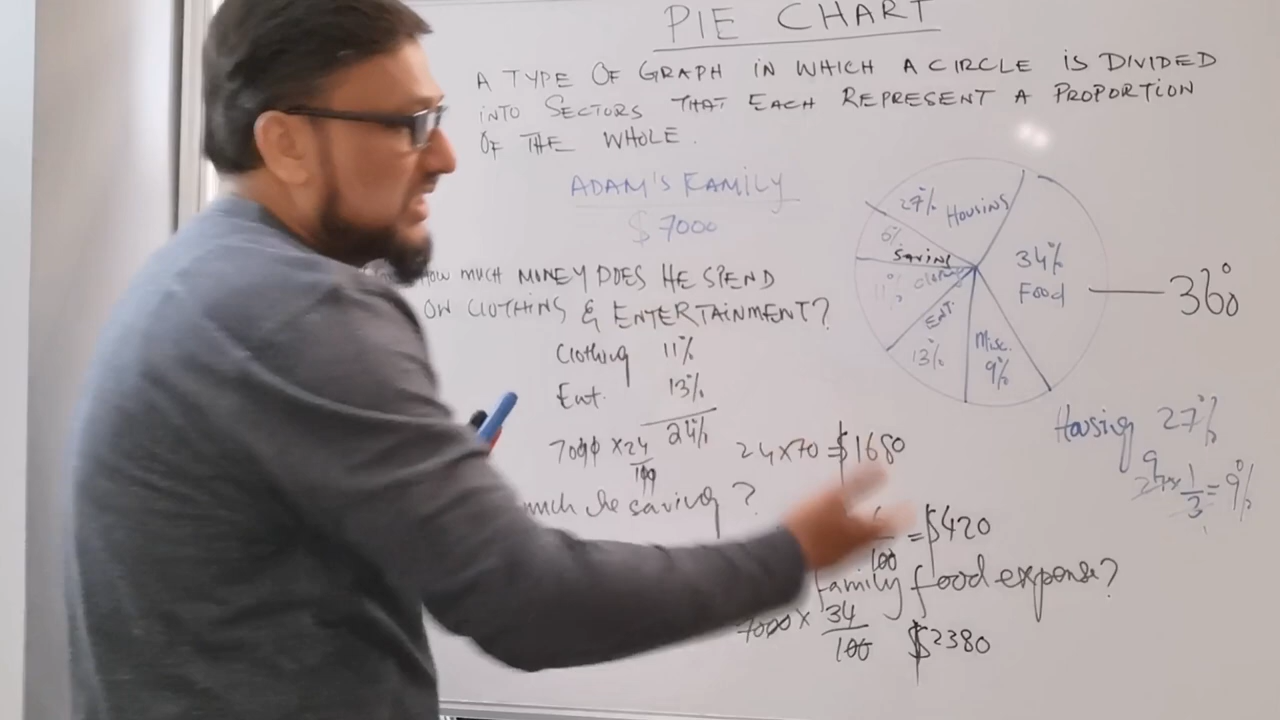 PIE CHART
A TYPE OF GRAPH IN WHICH A CIRCLE IS DIVIDED
INTO SECTORS THAT EACH REPRESENT A PROPORTION
OF THE WHOLE.
ADAM'S FAMILY
$7000
HOW MUCH MONEY DOES HE SPEND
ON CLOTHING & ENTERTAINMENT?
Clothing 11%
Ent. 13%
24%
7000 × 24/100
24×70 = $1680
much he saving?
/100 = $420
family food expense?
7000 × 34/100 $2380
27% HOUSING
6% SAVING
11%
ENT. 13%
Misc. 9%
34% Food
360°
Housing 27%
9
27 × 1/3 = 9%